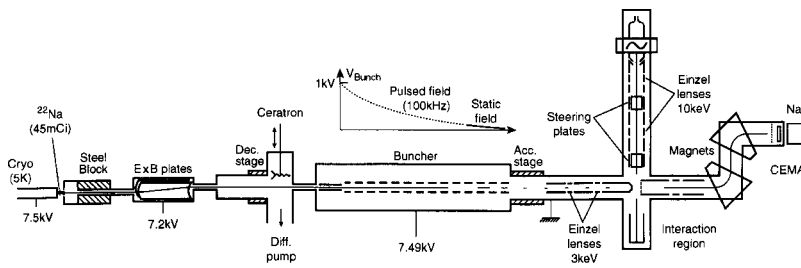 V Bunch
1kV
Pulsed field
(100kHz)
Static
field
Ceratron
22Na
(45mCi)
Steel
Block
ExB plates
Dec.
stage
Buncher
Acc.
stage
Steering
plates
Einzel
lenses
10keV
Magnets
Na
CEMA
Cryo
(5K)
7.5kV
7.2kV
Diff.
pump
7.49kV
Einzel
lenses
3keV
Interaction
region